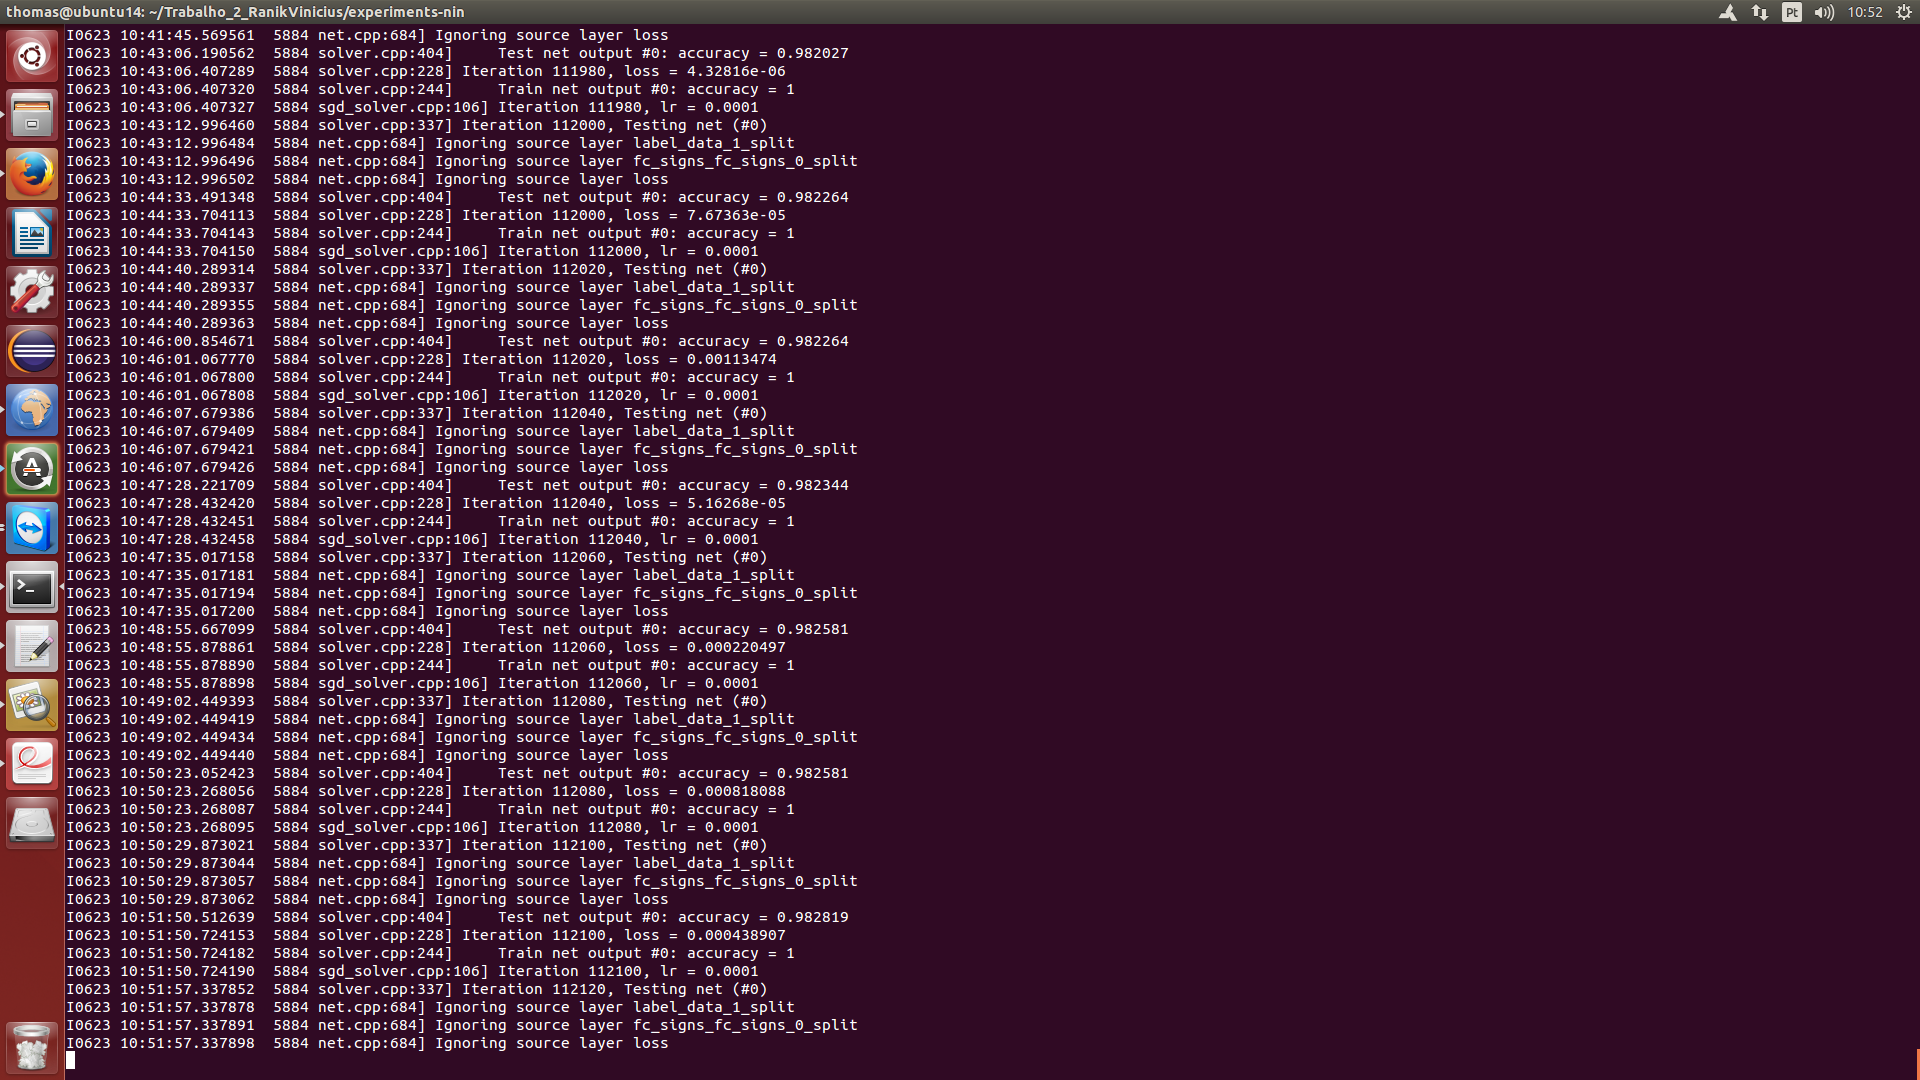 thomas@ubuntu14: ~/Trabalho_2_RanikVinicius/experiments-nin
Pt
10:52
I0623 10:41:45.569561  5884 net.cpp:684] Ignoring source layer loss
I0623 10:43:06.190562  5884 solver.cpp:404]     Test net output #0: accuracy = 0.982027
I0623 10:43:06.407289  5884 solver.cpp:228] Iteration 111980, loss = 4.32816e-06
I0623 10:43:06.407320  5884 solver.cpp:244]     Train net output #0: accuracy = 1
I0623 10:43:06.407327  5884 sgd_solver.cpp:106] Iteration 111980, lr = 0.0001
I0623 10:43:12.996460  5884 solver.cpp:337] Iteration 112000, Testing net (#0)
I0623 10:43:12.996484  5884 net.cpp:684] Ignoring source layer label_data_1_split
I0623 10:43:12.996496  5884 net.cpp:684] Ignoring source layer fc_signs_fc_signs_0_split
I0623 10:43:12.996502  5884 net.cpp:684] Ignoring source layer loss
I0623 10:44:33.491348  5884 solver.cpp:404]     Test net output #0: accuracy = 0.982264
I0623 10:44:33.704113  5884 solver.cpp:228] Iteration 112000, loss = 7.67363e-05
I0623 10:44:33.704143  5884 solver.cpp:244]     Train net output #0: accuracy = 1
I0623 10:44:33.704150  5884 sgd_solver.cpp:106] Iteration 112000, lr = 0.0001
I0623 10:44:40.289314  5884 solver.cpp:337] Iteration 112020, Testing net (#0)
I0623 10:44:40.289337  5884 net.cpp:684] Ignoring source layer label_data_1_split
I0623 10:44:40.289355  5884 net.cpp:684] Ignoring source layer fc_signs_fc_signs_0_split
I0623 10:44:40.289363  5884 net.cpp:684] Ignoring source layer loss
I0623 10:46:00.854671  5884 solver.cpp:404]     Test net output #0: accuracy = 0.982264
I0623 10:46:01.067770  5884 solver.cpp:228] Iteration 112020, loss = 0.00113474
I0623 10:46:01.067800  5884 solver.cpp:244]     Train net output #0: accuracy = 1
I0623 10:46:01.067808  5884 sgd_solver.cpp:106] Iteration 112020, lr = 0.0001
I0623 10:46:07.679386  5884 solver.cpp:337] Iteration 112040, Testing net (#0)
I0623 10:46:07.679409  5884 net.cpp:684] Ignoring source layer label_data_1_split
I0623 10:46:07.679421  5884 net.cpp:684] Ignoring source layer fc_signs_fc_signs_0_split
I0623 10:46:07.679426  5884 net.cpp:684] Ignoring source layer loss
I0623 10:47:28.221709  5884 solver.cpp:404]     Test net output #0: accuracy = 0.982344
I0623 10:47:28.432420  5884 solver.cpp:228] Iteration 112040, loss = 5.16268e-05
I0623 10:47:28.432451  5884 solver.cpp:244]     Train net output #0: accuracy = 1
I0623 10:47:28.432458  5884 sgd_solver.cpp:106] Iteration 112040, lr = 0.0001
I0623 10:47:35.017158  5884 solver.cpp:337] Iteration 112060, Testing net (#0)
I0623 10:47:35.017181  5884 net.cpp:684] Ignoring source layer label_data_1_split
I0623 10:47:35.017194  5884 net.cpp:684] Ignoring source layer fc_signs_fc_signs_0_split
I0623 10:47:35.017200  5884 net.cpp:684] Ignoring source layer loss
I0623 10:48:55.667099  5884 solver.cpp:404]     Test net output #0: accuracy = 0.982581
I0623 10:48:55.878861  5884 solver.cpp:228] Iteration 112060, loss = 0.000220497
I0623 10:48:55.878890  5884 solver.cpp:244]     Train net output #0: accuracy = 1
I0623 10:48:55.878898  5884 sgd_solver.cpp:106] Iteration 112060, lr = 0.0001
I0623 10:49:02.449393  5884 solver.cpp:337] Iteration 112080, Testing net (#0)
I0623 10:49:02.449419  5884 net.cpp:684] Ignoring source layer label_data_1_split
I0623 10:49:02.449434  5884 net.cpp:684] Ignoring source layer fc_signs_fc_signs_0_split
I0623 10:49:02.449440  5884 net.cpp:684] Ignoring source layer loss
I0623 10:50:23.052423  5884 solver.cpp:404]     Test net output #0: accuracy = 0.982581
I0623 10:50:23.268056  5884 solver.cpp:228] Iteration 112080, loss = 0.000818088
I0623 10:50:23.268087  5884 solver.cpp:244]     Train net output #0: accuracy = 1
I0623 10:50:23.268095  5884 sgd_solver.cpp:106] Iteration 112080, lr = 0.0001
I0623 10:50:29.873021  5884 solver.cpp:337] Iteration 112100, Testing net (#0)
I0623 10:50:29.873044  5884 net.cpp:684] Ignoring source layer label_data_1_split
I0623 10:50:29.873057  5884 net.cpp:684] Ignoring source layer fc_signs_fc_signs_0_split
I0623 10:50:29.873062  5884 net.cpp:684] Ignoring source layer loss
I0623 10:51:50.512639  5884 solver.cpp:404]     Test net output #0: accuracy = 0.982819
I0623 10:51:50.724153  5884 solver.cpp:228] Iteration 112100, loss = 0.000438907
I0623 10:51:50.724182  5884 solver.cpp:244]     Train net output #0: accuracy = 1
I0623 10:51:50.724190  5884 sgd_solver.cpp:106] Iteration 112100, lr = 0.0001
I0623 10:51:57.337852  5884 solver.cpp:337] Iteration 112120, Testing net (#0)
I0623 10:51:57.337878  5884 net.cpp:684] Ignoring source layer label_data_1_split
I0623 10:51:57.337891  5884 net.cpp:684] Ignoring source layer fc_signs_fc_signs_0_split
I0623 10:51:57.337898  5884 net.cpp:684] Ignoring source layer loss